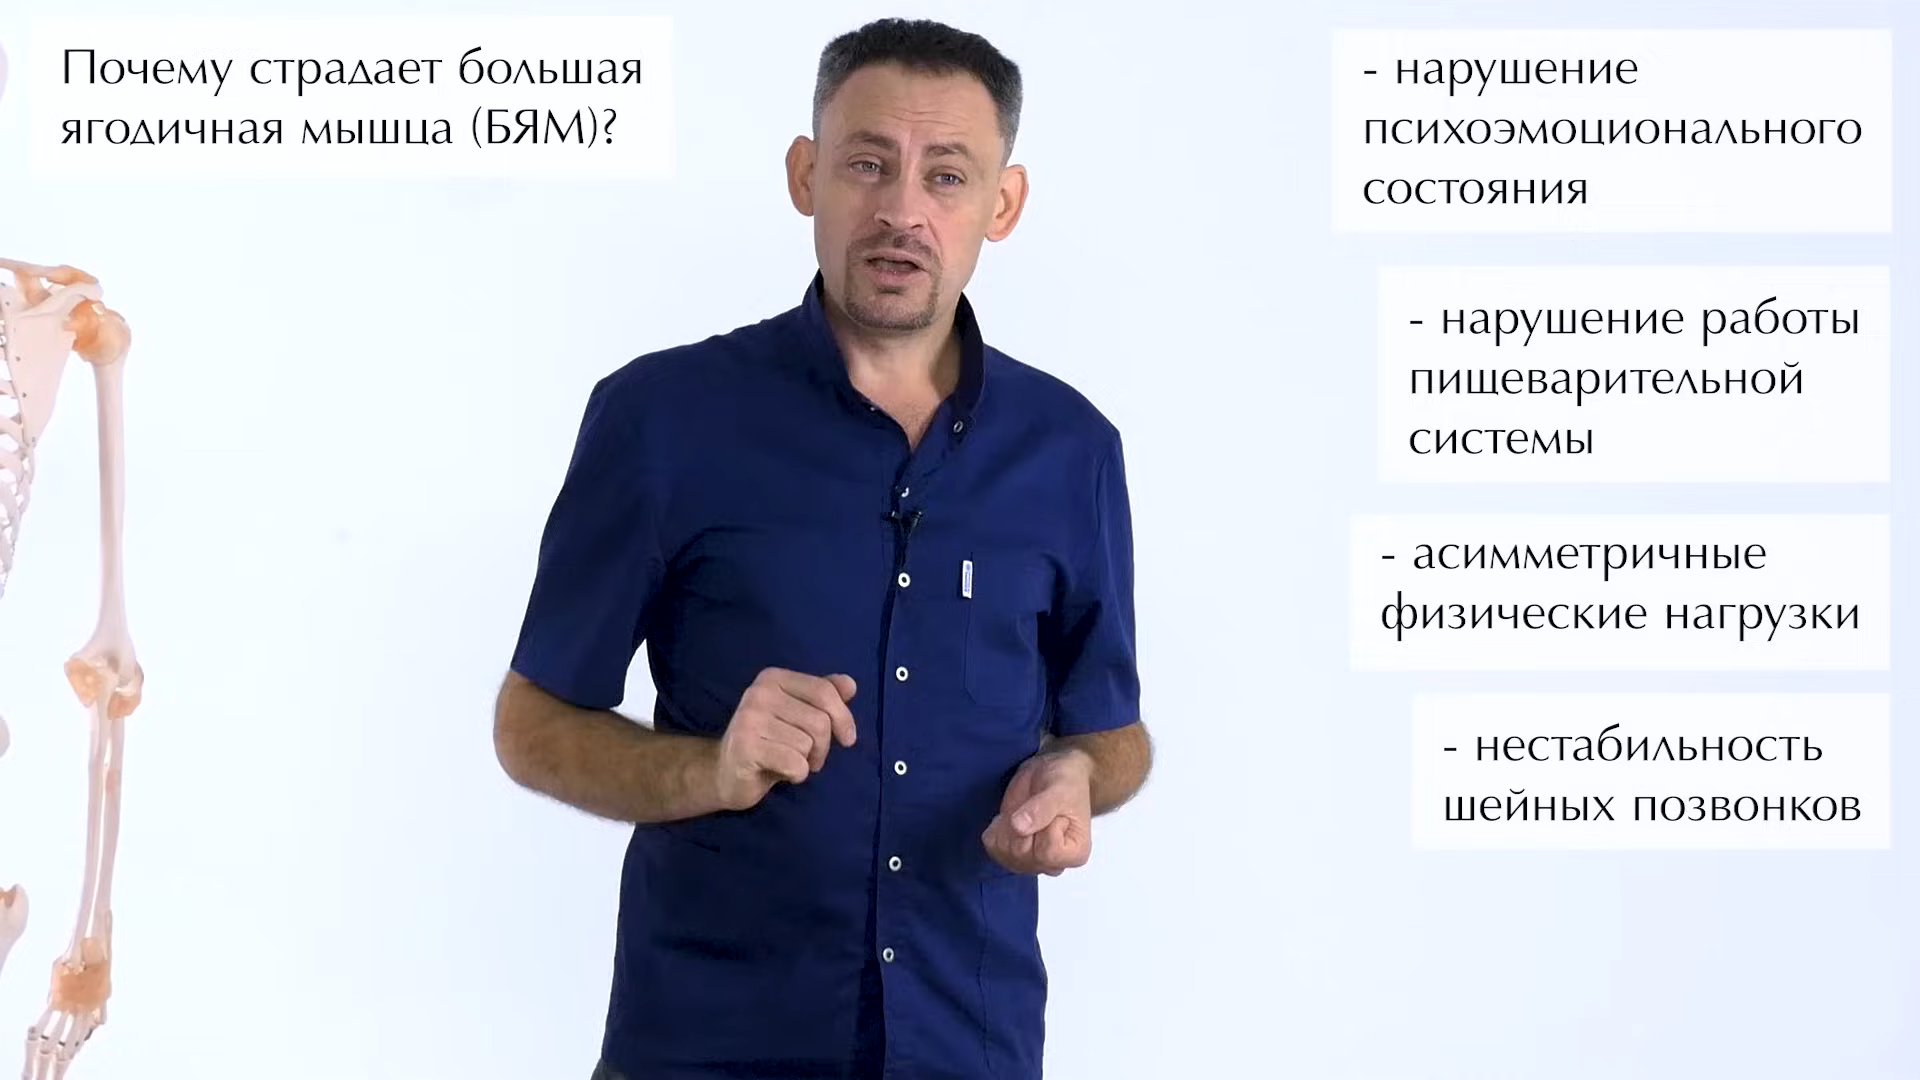 Почему страдает большая
ягодичная мышца (БЯМ)?
- нарушение
психоэмоционального
состояния
- нарушение работы
пищеварительной
системы
- асимметричные
физические нагрузки
- нестабильность
шейных позвонков